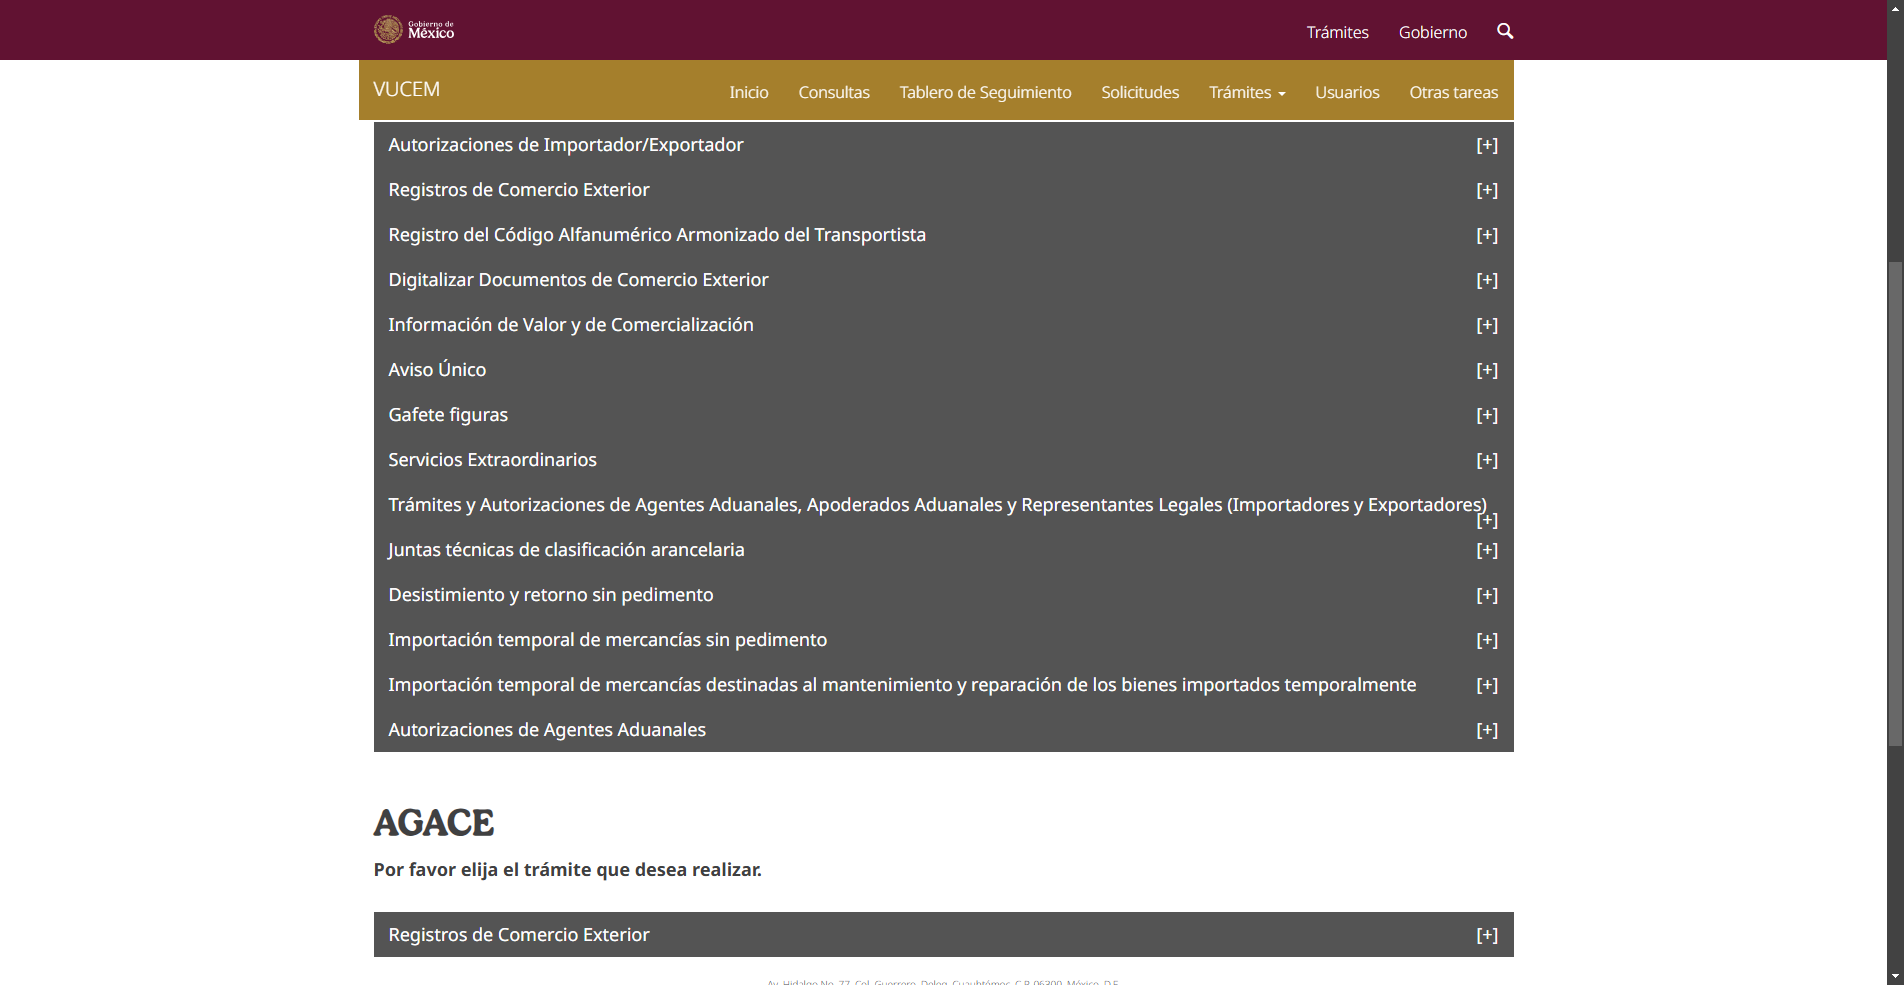 Gobierno de
México
Trámites Gobierno
VUCEM Inicio Consultas Tablero de Seguimiento Solicitudes Trámites Usuarios Otras tareas
Autorizaciones de Importador/Exportador [+]
Registros de Comercio Exterior [+]
Registro del Código Alfanumérico Armonizado del Transportista [+]
Digitalizar Documentos de Comercio Exterior [+]
Información de Valor y de Comercialización [+]
Aviso Único [+]
Gafete figuras [+]
Servicios Extraordinarios [+]
Trámites y Autorizaciones de Agentes Aduanales, Apoderados Aduanales y Representantes Legales (Importadores y Exportadores)
[+]
Juntas técnicas de clasificación arancelaria [+]
Desistimiento y retorno sin pedimento [+]
Importación temporal de mercancías sin pedimento [+]
Importación temporal de mercancías destinadas al mantenimiento y reparación de los bienes importados temporalmente [+]
Autorizaciones de Agentes Aduanales [+]
AGACE
Por favor elija el trámite que desea realizar.
Registros de Comercio Exterior [+]
Av. Hidalgo No. 77, Col. Guerrero, Deleg. Cuauhtémoc, C.P. 06300, México, D.F.